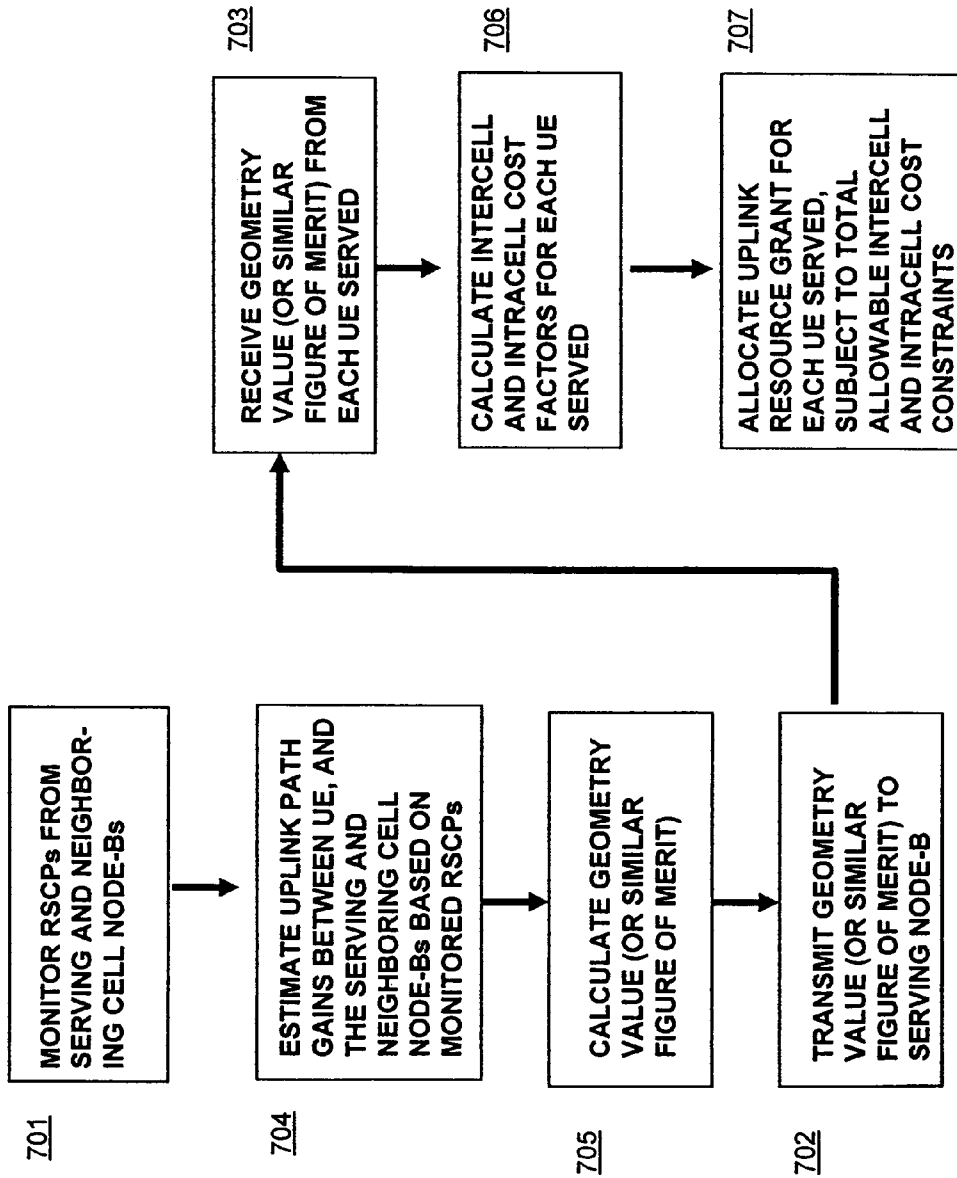 701
MONITOR RSCPs FROM
SERVING AND NEIGHBOR-
ING CELL NODE-Bs
704
ESTIMATE UPLINK PATH
GAINS BETWEEN UE, AND
THE SERVING AND
NEIGHBORING CELL
NODE-Bs BASED ON
MONITORED RSCPs
705
CALCULATE GEOMETRY
VALUE (OR SIMILAR
FIGURE OF MERIT)
702
TRANSMIT GEOMETRY
VALUE (OR SIMILAR
FIGURE OF MERIT) TO
SERVING NODE-B
703
RECEIVE GEOMETRY
VALUE (OR SIMILAR
FIGURE OF MERIT) FROM
EACH UE SERVED
706
CALCULATE INTERCELL
AND INTRACELL COST
FACTORS FOR EACH UE
SERVED
707
ALLOCATE UPLINK
RESOURCE GRANT FOR
EACH UE SERVED,
SUBJECT TO TOTAL
ALLOWABLE INTERCELL
AND INTRACELL COST
CONSTRAINTS